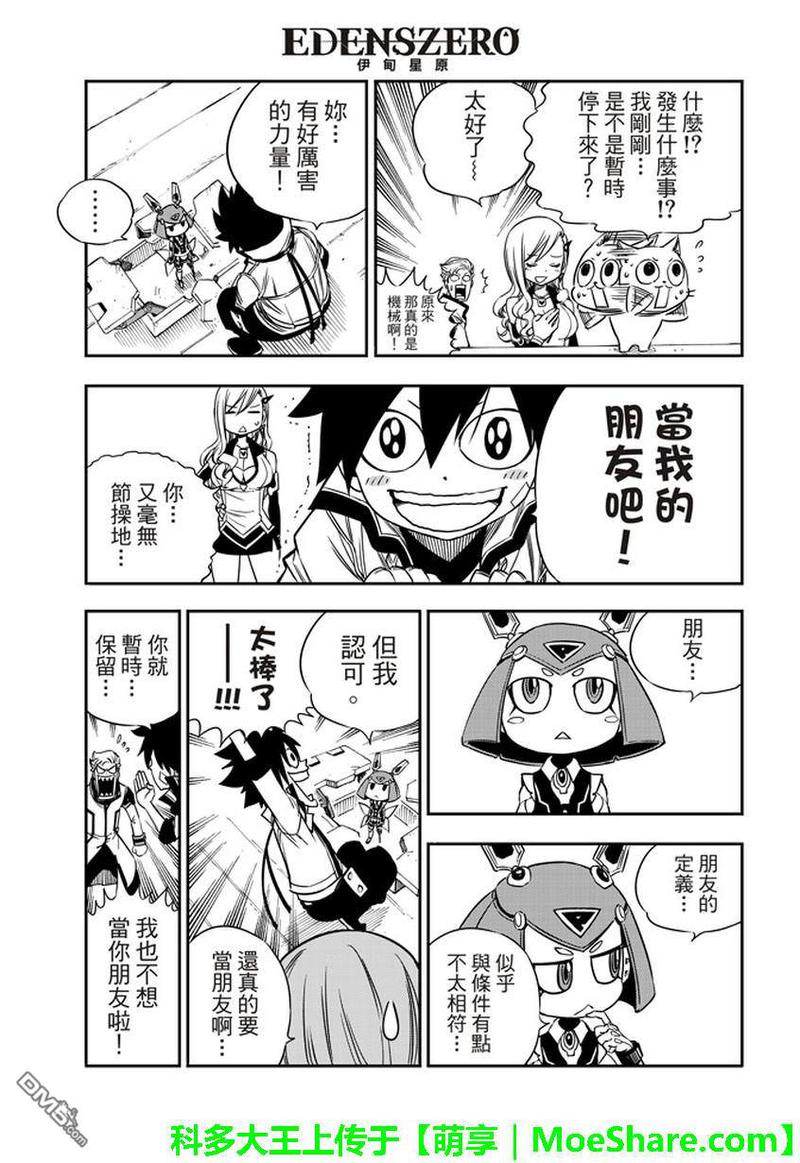 EDENSZERO
伊甸星原
什麼!?
發生什麼事!?
我剛剛…
是不是暫時
停下來了?
太好了~
原來
那真的是
機械啊!
妳…
有好厲害
的力量!
……
當我的
朋友吧!
你…
又毫無
節操地…
朋友…
朋友的
定義…
似乎
與條件有點
不太相符…
但我
認可。
太棒了
——!!!
還真的要
當朋友啊…
你就
暫時…
保留…
我也不想
當你朋友啦!
DM5.com
科多大王上传于【萌享|MoeShare.com】